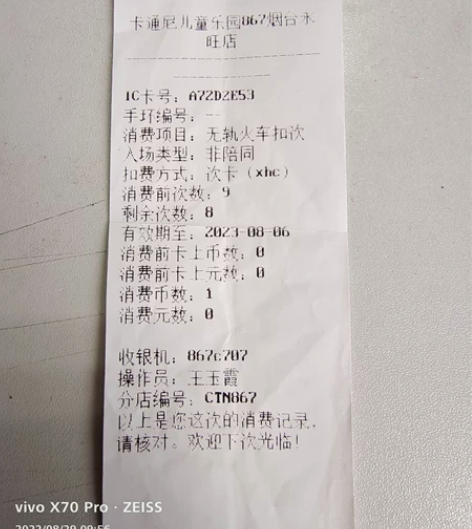 卡通尼儿童乐园867烟台永
旺店
IC卡号：A72D2E53
手环编号：--
消费项目：无轨火车扣次
入场类型：非陪同
扣费方式：次卡（xhc）
消费前次数：9
剩余次数：8
有效期至：2023-08-06
消费前卡上币数：0
消费前卡上元数：0
消费币数：1
消费元数：0
收银机：867c707
操作员：王玉霞
分店编号：CTN867
以上是您这次的消费记录，
请核对。欢迎下次光临！
vivo X70 Pro · ZEISS